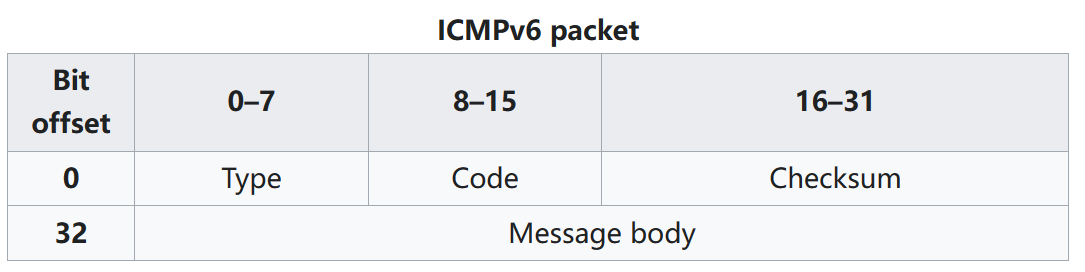 ICMPv6 packet
Bit offset 0–7 8–15 16–31
0 Type Code Checksum
32 Message body